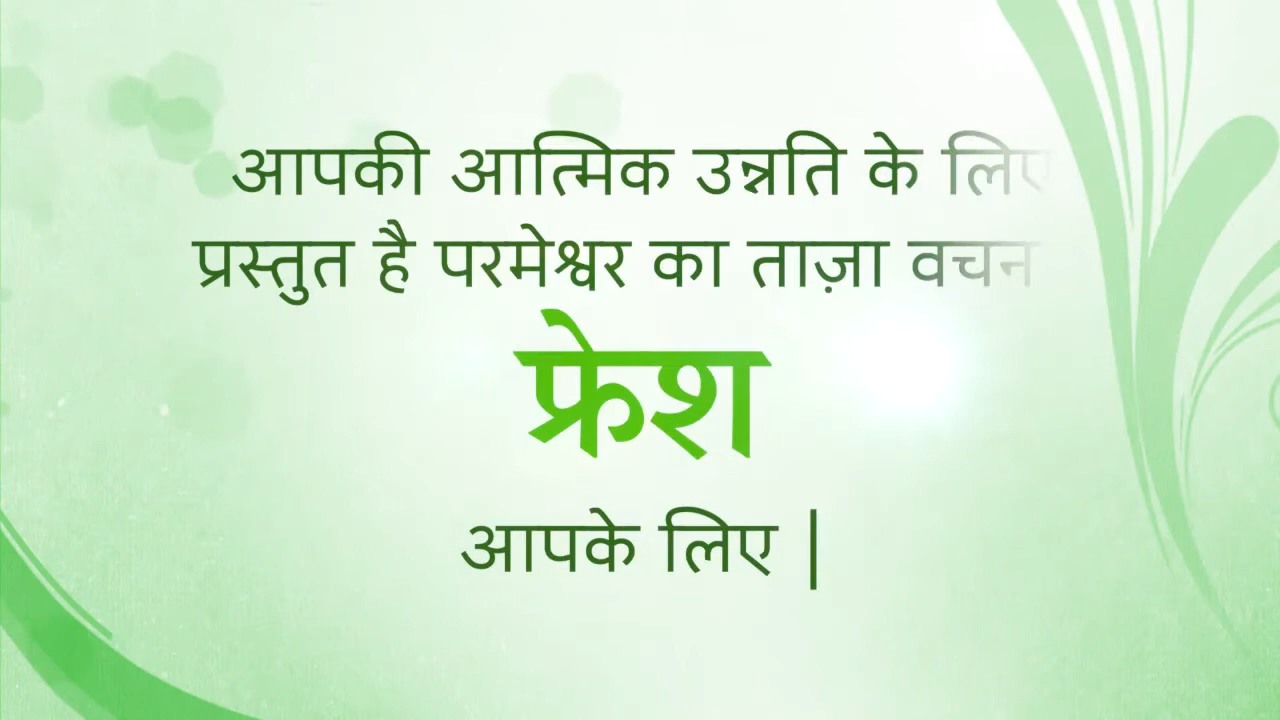 आपकी आत्मिक उन्नति के लिए
प्रस्तुत है परमेश्वर का ताज़ा वचन
फ्रेश
आपके लिए |